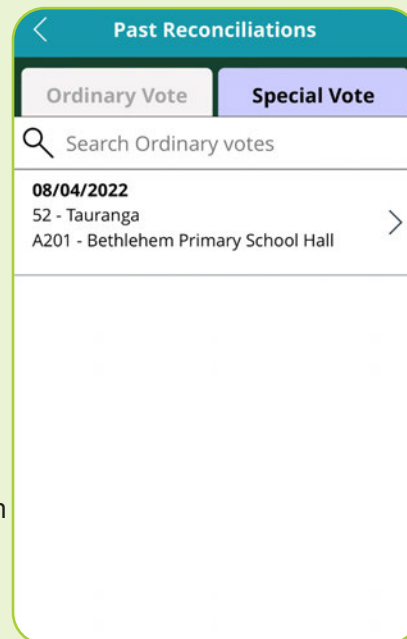 Past Reconciliations
Ordinary Vote Special Vote
Search Ordinary votes
08/04/2022
52 - Tauranga
A201 - Bethlehem Primary School Hall